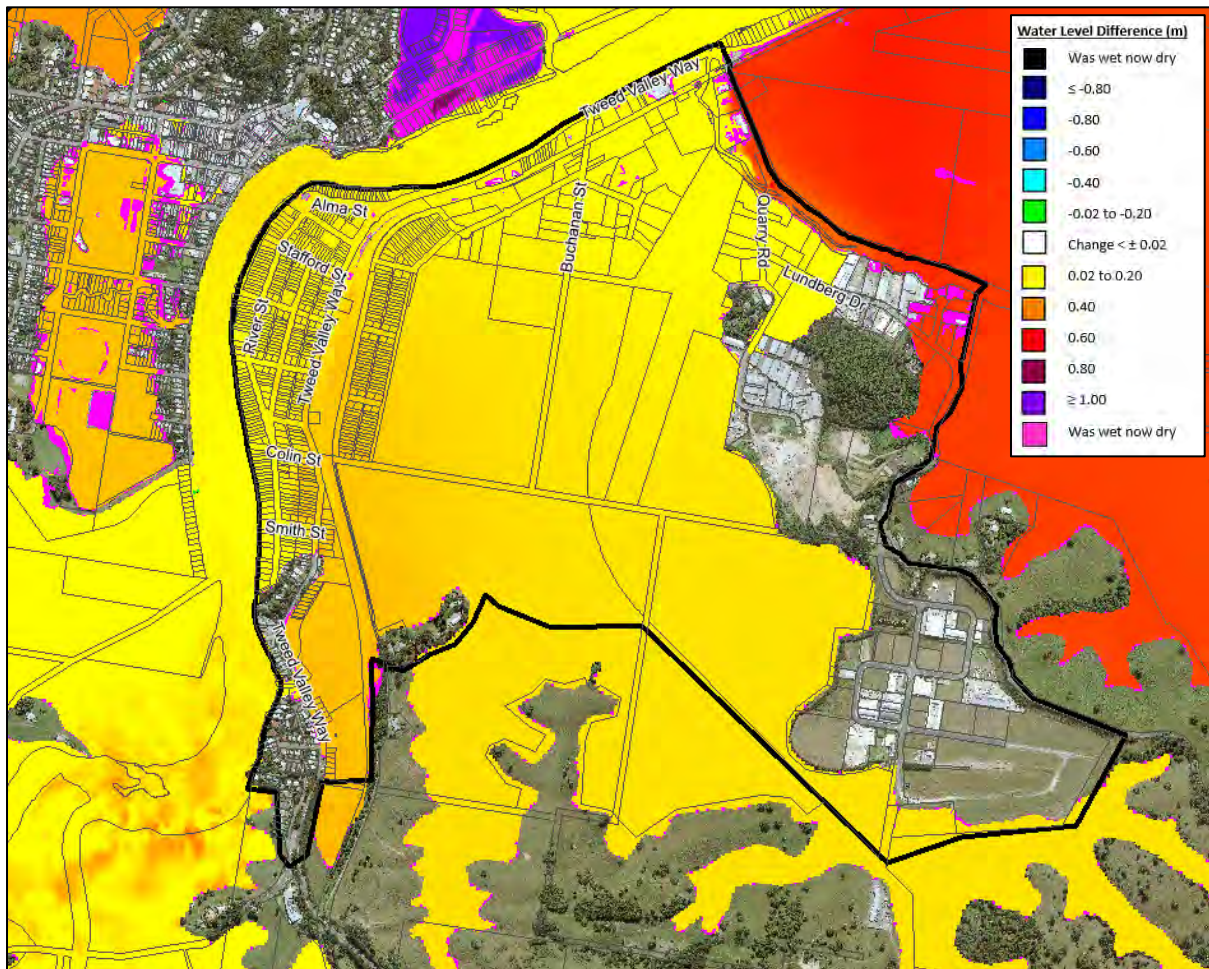 Water Level Difference (m)
Was wet now dry
≤ -0.80
-0.80
-0.60
-0.40
-0.02 to -0.20
Change < ± 0.02
0.02 to 0.20
0.40
0.60
0.80
≥ 1.00
Was wet now dry
Tweed Valley Way
Alma St
Stafford St
River St
Tweed Valley Way
Buchanan St
Quarry Rd
Lundberg Dr
Colin St
Smith St
Tweed Valley Way